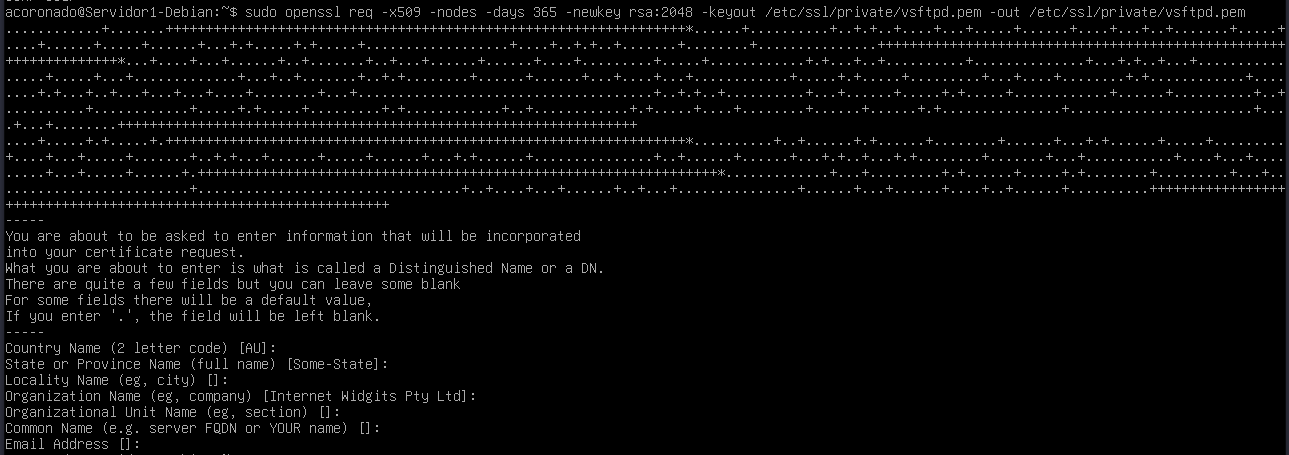 acoronado@Servidor1-Debian:~$ sudo openssl req -x509 -nodes -days 365 -newkey rsa:2048 -keyout /etc/ssl/private/vsftpd.pem -out /etc/ssl/private/vsftpd.pem
-----
You are about to be asked to enter information that will be incorporated
into your certificate request.
What you are about to enter is what is called a Distinguished Name or a DN.
There are quite a few fields but you can leave some blank
For some fields there will be a default value,
If you enter '.', the field will be left blank.
-----
Country Name (2 letter code) [AU]:
State or Province Name (full name) [Some-State]:
Locality Name (eg, city) []:
Organization Name (eg, company) [Internet Widgits Pty Ltd]:
Organizational Unit Name (eg, section) []:
Common Name (e.g. server FQDN or YOUR name) []:
Email Address []: